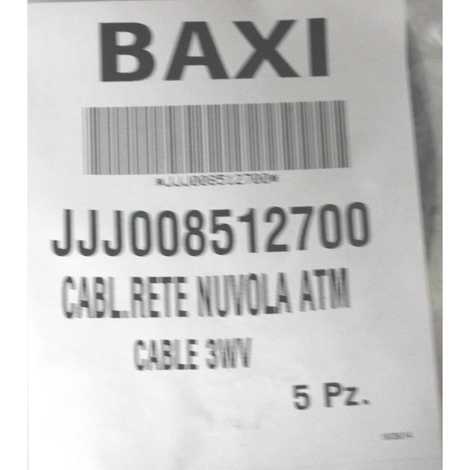 BAXI
*JJJ008512700*
JJJ008512700
CABL.RETE NUVOLA ATM
CABLE 3WV
5 Pz.